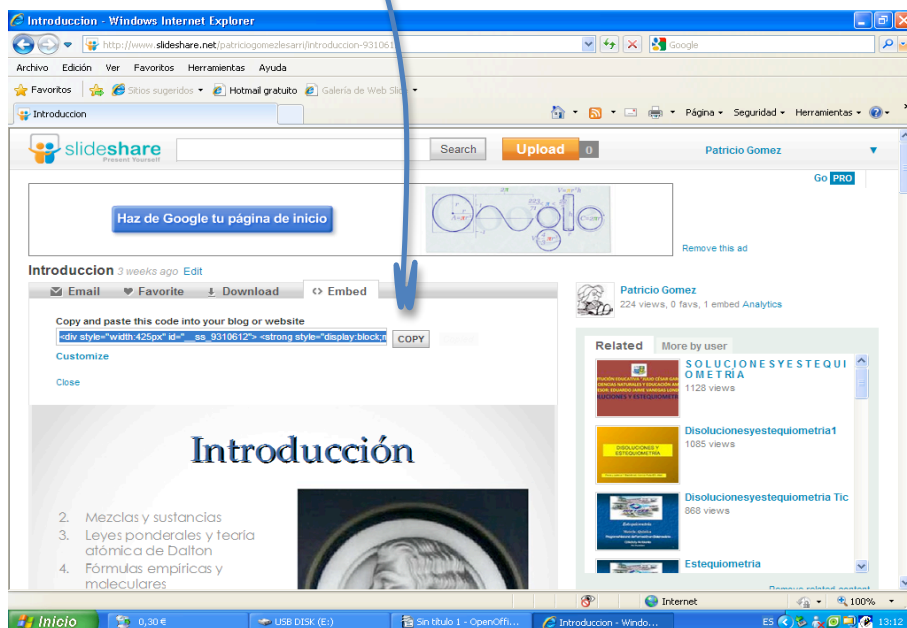 Introduccion - Windows Internet Explorer
http://www.slideshare.net/patriciogomezlesarri/introduccion-931061
Google
Archivo Edición Ver Favoritos Herramientas Ayuda
Favoritos Sitios sugeridos Hotmail gratuito Galería de Web Slice
Introduccion
Página Seguridad Herramientas
slideshare
Present Yourself
Search
Upload 0
Patricio Gomez
Go PRO
Haz de Google tu página de inicio
Remove this ad
Introduccion 3 weeks ago Edit
Email Favorite Download <> Embed
Copy and paste this code into your blog or website
<div style="width:425px" id="__ss_9310612"> <strong style="display:block;m
COPY
Customize
Close
Patricio Gomez
224 views, 0 favs, 1 embed Analytics
Related More by user
S O L U C I O N E S Y E S T E Q U I
O M E T R Í A
1128 views
Disolucionesyestequiometria1
1085 views
DISOLUCIONES Y
ESTEQUIOMETRÍA
Disolucionesyestequiometria Tic
868 views
Estequiometria
Remove related content
Introducción
2. Mezclas y sustancias
3. Leyes ponderales y teoría
atómica de Dalton
4. Fórmulas empíricas y
moleculares
Internet
100%
Inicio
0,30 €
USB DISK (E:)
Sin título 1 - OpenOffi...
Introduccion - Windo...
ES
13:12